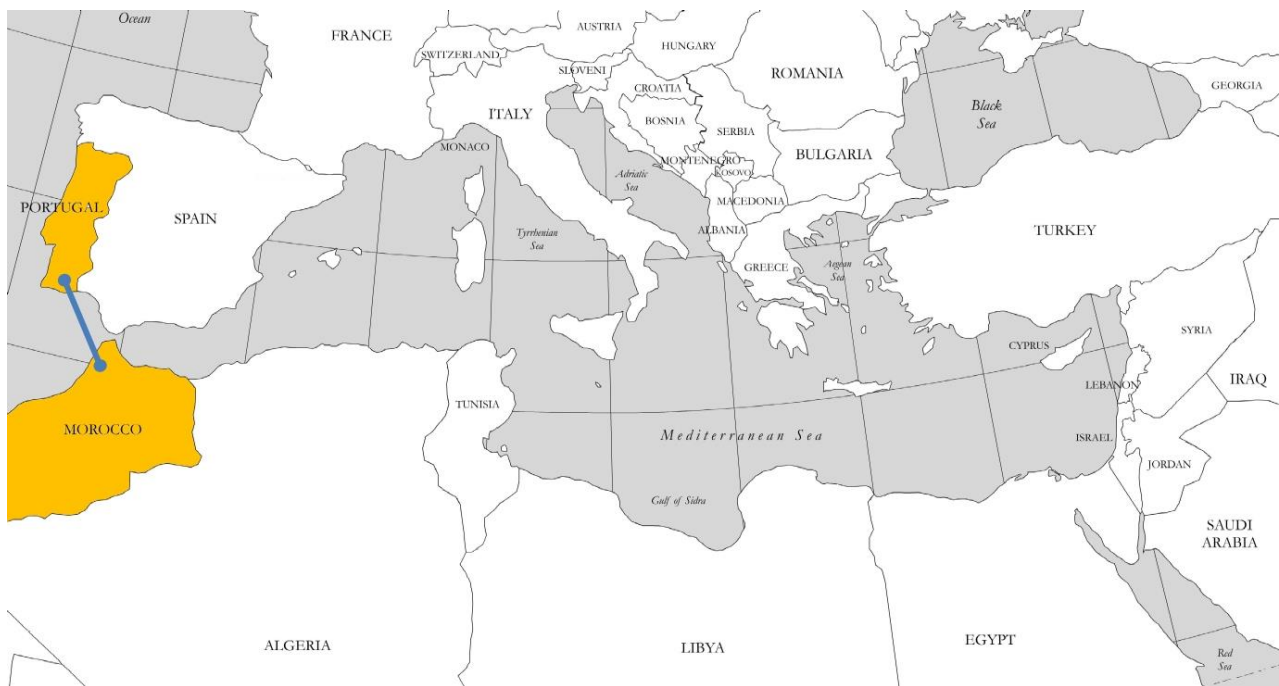 Ocean
FRANCE
AUSTRIA
SWITZERLAND
HUNGARY
SLOVENI
ROMANIA
CROATIA
GEORGIA
ITALY
BOSNIA
Black
Sea
SERBIA
MONACO
BULGARIA
MONTENEGRO
KOSOVO
Adriatic
Sea
MACEDONIA
PORTUGAL
SPAIN
Tyrrhenian
Sea
ALBANIA
TURKEY
GREECE
Aegean
Sea
SYRIA
CYPRUS
IRAQ
LEBANON
TUNISIA
MOROCCO
Mediterranean Sea
ISRAEL
JORDAN
Gulf of Sidra
SAUDI
ARABIA
ALGERIA
LIBYA
EGYPT
Red
Sea